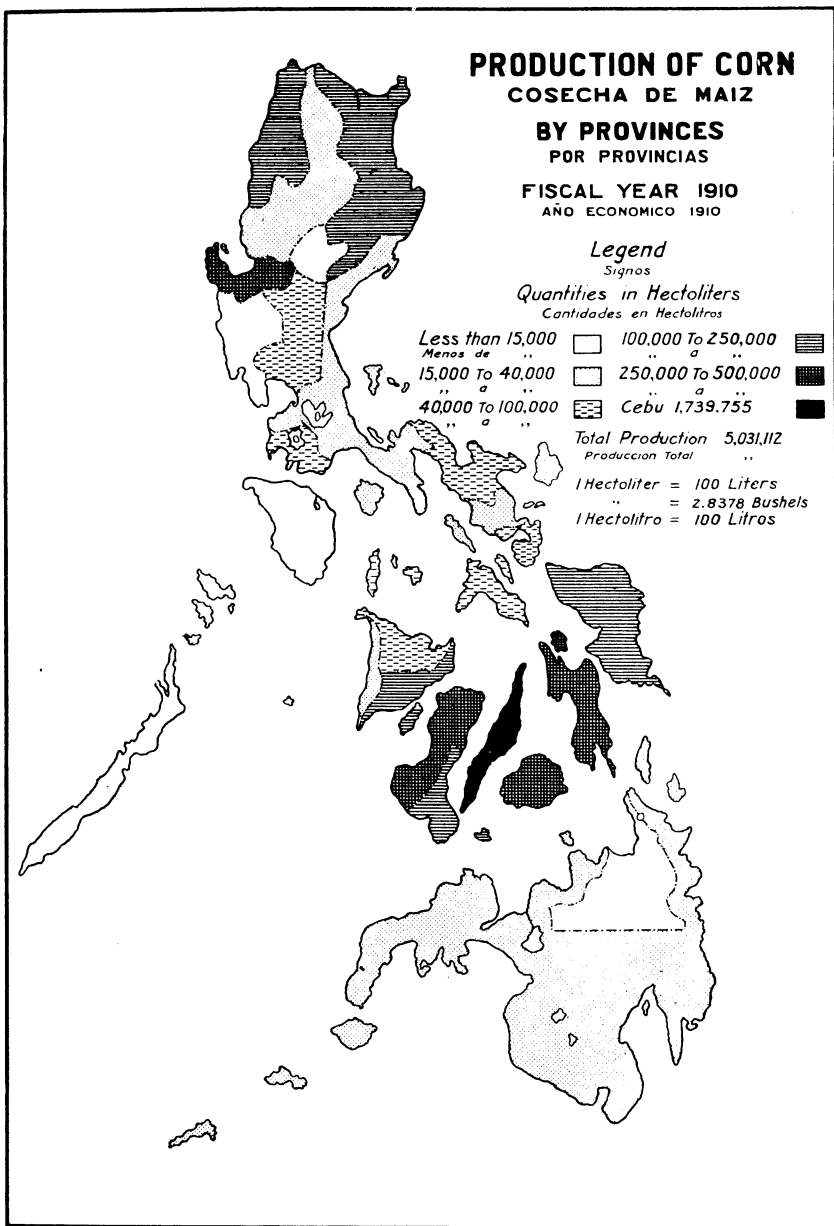 PRODUCTION OF CORN
COSECHA DE MAIZ
BY PROVINCES
POR PROVINCIAS
FISCAL YEAR 1910
AÑO ECONOMICO 1910
Legend
Signos
Quantities in Hectoliters
Cantidades en Hectolitros
Less than 15,000
Menos de ,,
15,000 To 40,000
,, a ,,
40,000 To 100,000
,, a ,,
100,000 To 250,000
,, a ,,
250,000 To 500,000
,, a ,,
Cebu 1,739.755
Total Production 5,031,112
Produccion Total ,,
1 Hectoliter = 100 Liters
,, = 2.8378 Bushels
1 Hectolitro = 100 Litros